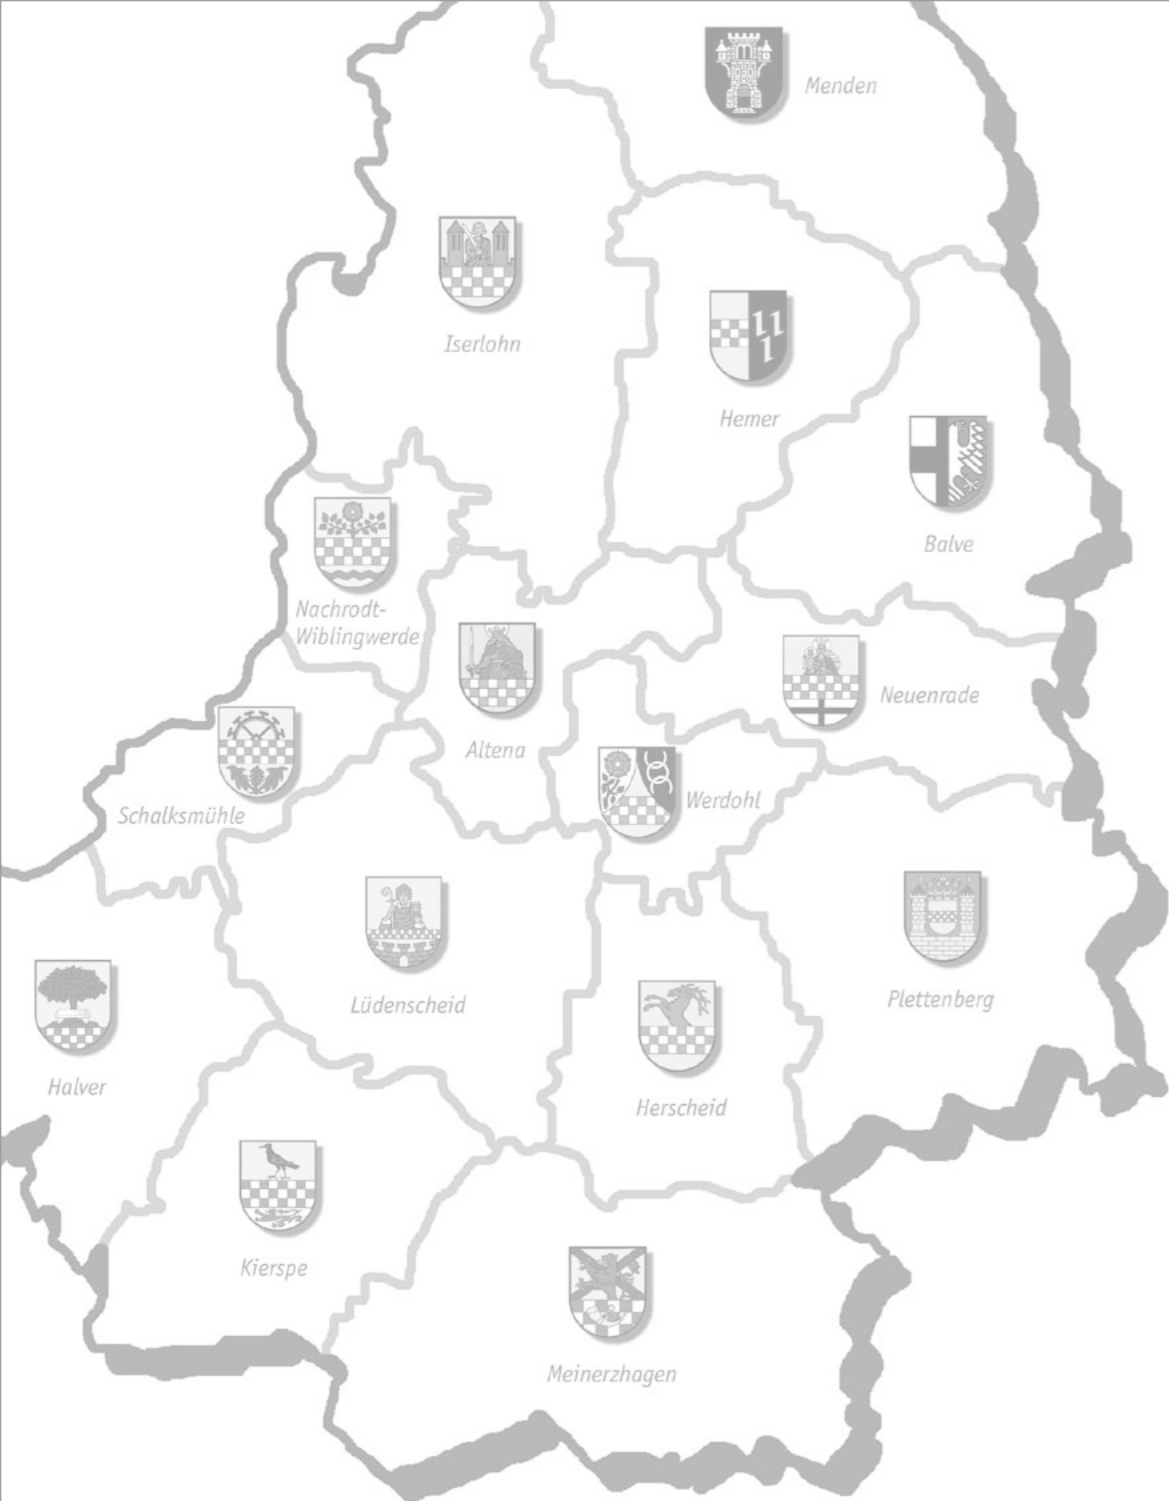 Menden
Iserlohn
Hemer
Balve
Nachrodt-
Wiblingwerde
Neuenrade
Altena
Werdohl
Schalksmühle
Plettenberg
Lüdenscheid
Halver
Herscheid
Kierspe
Meinerzhagen